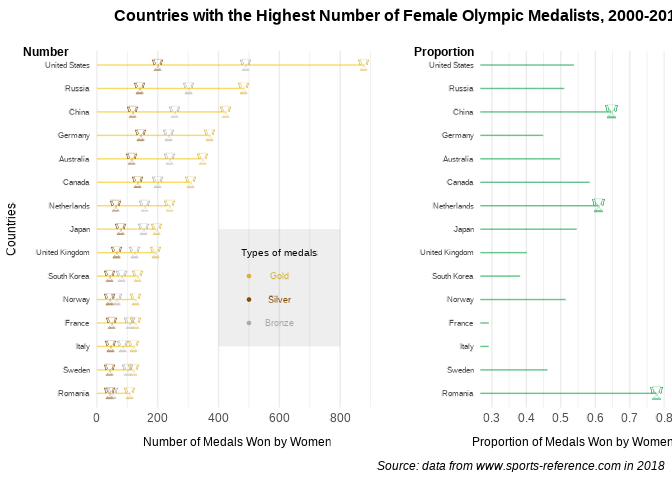 Countries with the Highest Number of Female Olympic Medalists, 2000-201
Number
Proportion
Countries
United States
Russia
China
Germany
Australia
Canada
Netherlands
Japan
United Kingdom
South Korea
Norway
France
Italy
Sweden
Romania
0 200 400 600 800
Number of Medals Won by Women
Types of medals
Gold
Silver
Bronze
United States
Russia
China
Germany
Australia
Canada
Netherlands
Japan
United Kingdom
South Korea
Norway
France
Italy
Sweden
Romania
0.3 0.4 0.5 0.6 0.7 0.8
Proportion of Medals Won by Women
Source: data from www.sports-reference.com in 2018